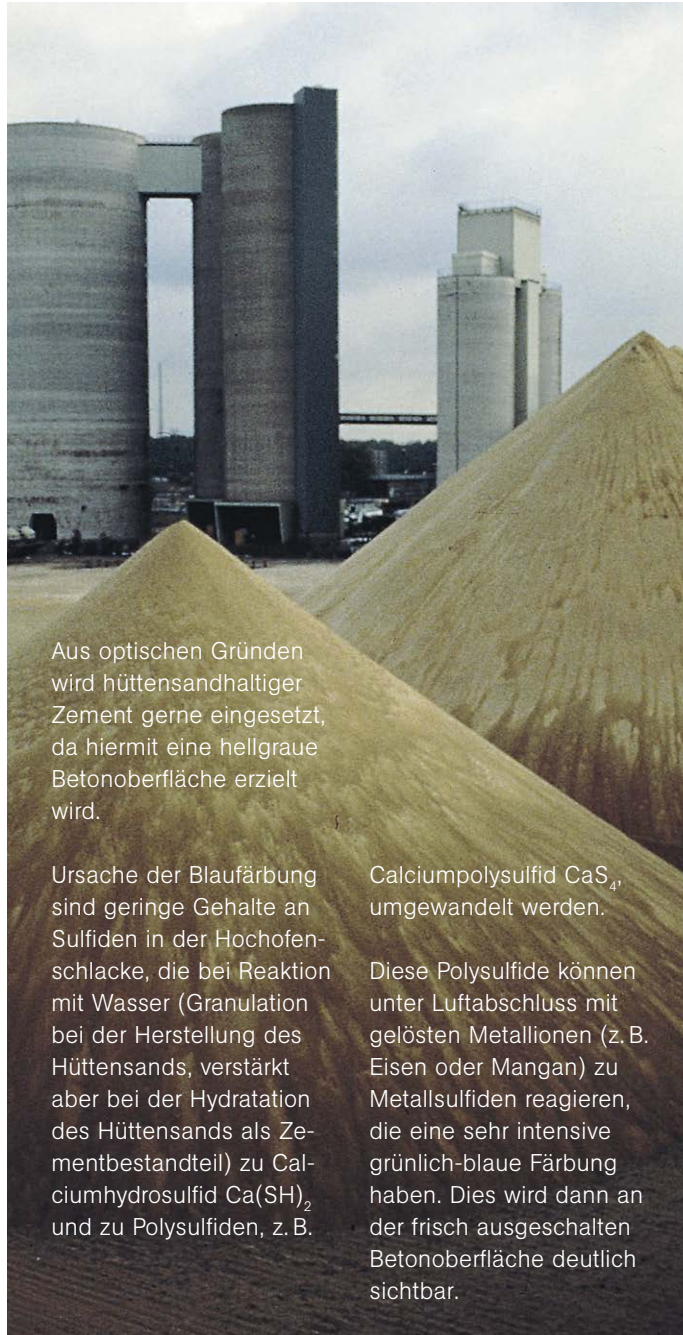 Aus optischen Gründen
wird hüttensandhaltiger
Zement gerne eingesetzt,
da hiermit eine hellgraue
Betonoberfläche erzielt
wird.
Ursache der Blaufärbung
sind geringe Gehalte an
Sulfiden in der Hochofen-
schlacke, die bei Reaktion
mit Wasser (Granulation
bei der Herstellung des
Hüttensands, verstärkt
aber bei der Hydratation
des Hüttensands als Ze-
mentbestandteil) zu Cal-
ciumhydrosulfid Ca(SH)₂
und zu Polysulfiden, z. B.
Calciumpolysulfid CaS₄,
umgewandelt werden.
Diese Polysulfide können
unter Luftabschluss mit
gelösten Metallionen (z. B.
Eisen oder Mangan) zu
Metallsulfiden reagieren,
die eine sehr intensive
grünlich-blaue Färbung
haben. Dies wird dann an
der frisch ausgeschalten
Betonoberfläche deutlich
sichtbar.